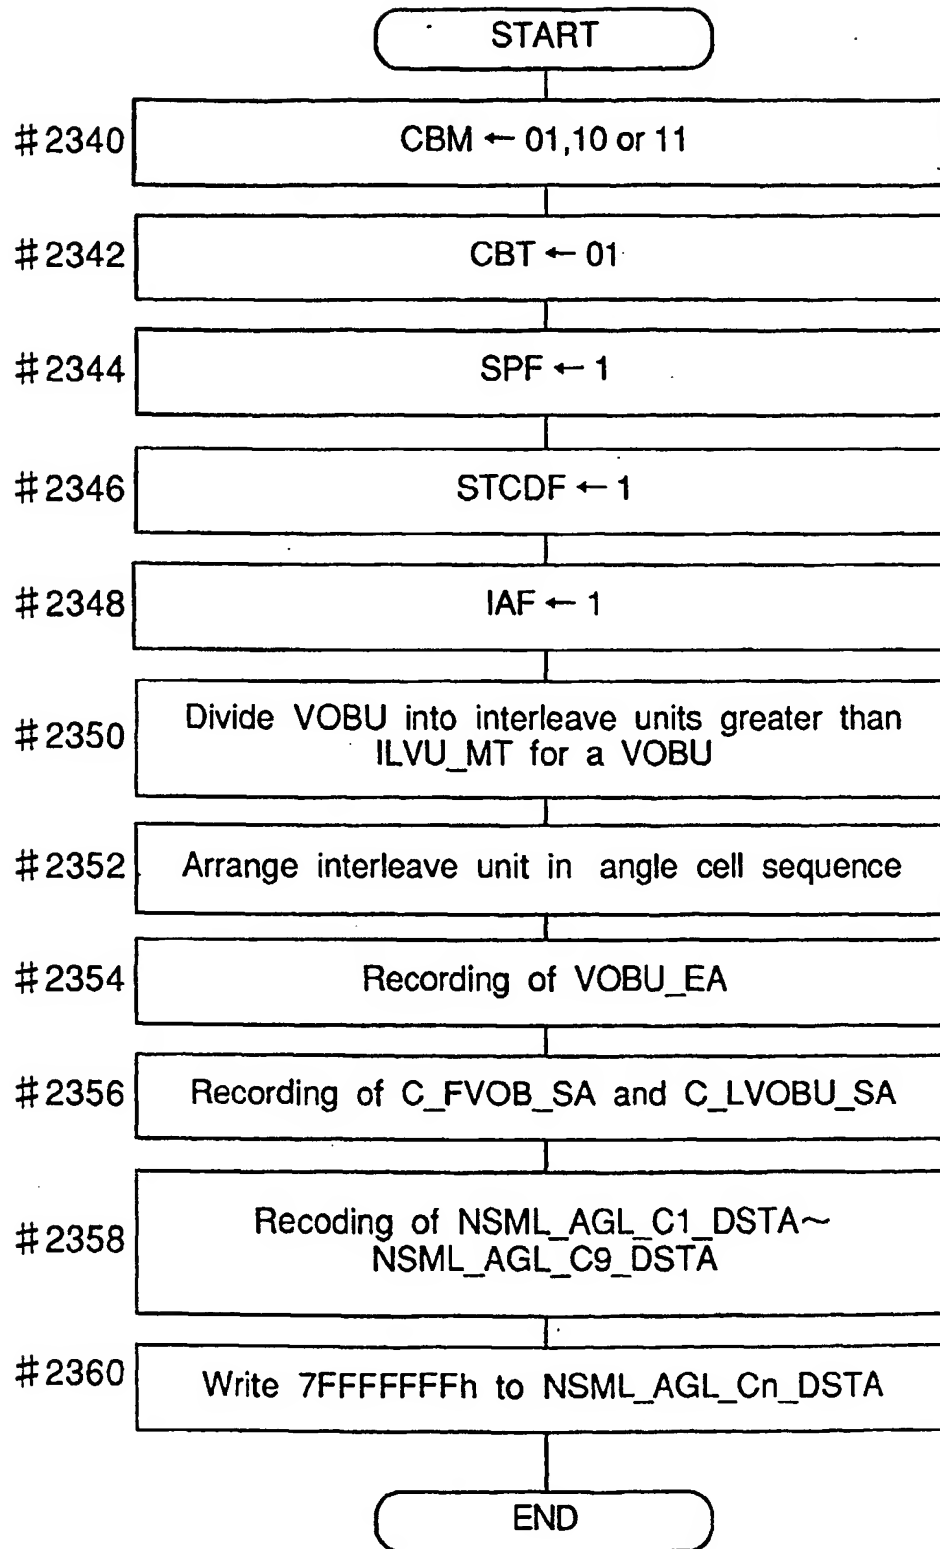 START
#2340 CBM ← 01,10 or 11
#2342 CBT ← 01
#2344 SPF ← 1
#2346 STCDF ← 1
#2348 IAF ← 1
#2350 Divide VOBU into interleave units greater than
ILVU_MT for a VOBU
#2352 Arrange interleave unit in angle cell sequence
#2354 Recording of VOBU_EA
#2356 Recording of C_FVOB_SA and C_LVOBU_SA
#2358 Recoding of NSML_AGL_C1_DSTA~
NSML_AGL_C9_DSTA
#2360 Write 7FFFFFFFh to NSML_AGL_Cn_DSTA
END